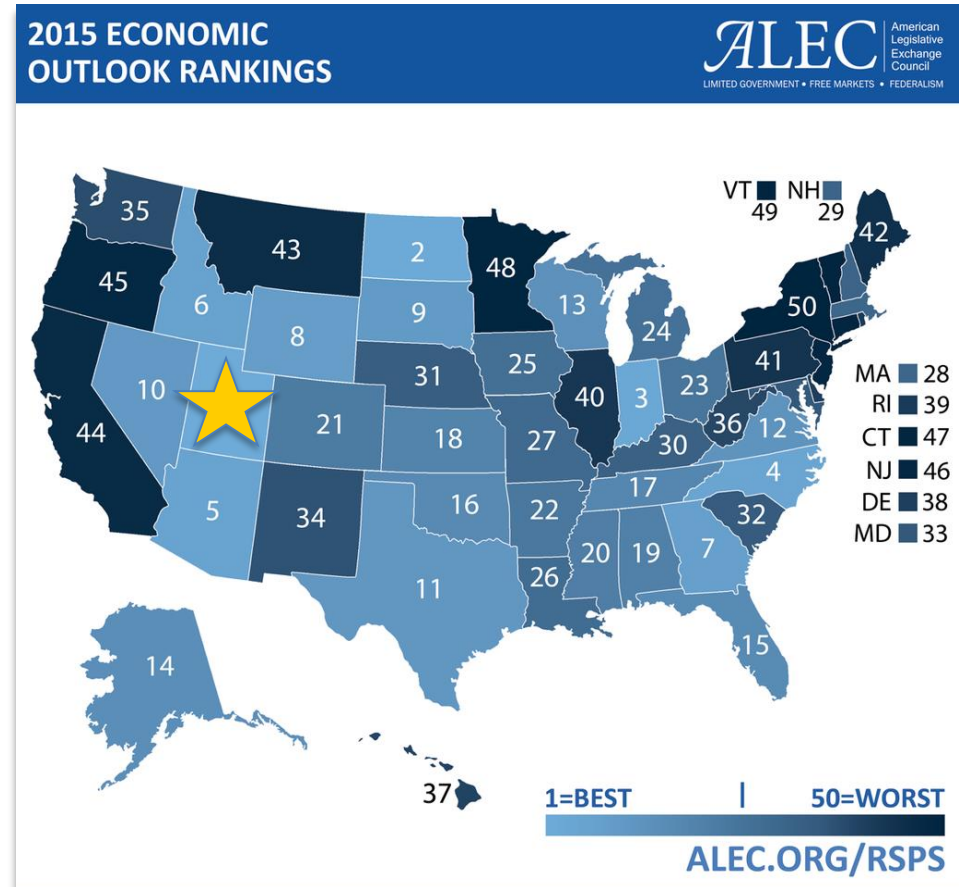 2015 ECONOMIC
OUTLOOK RANKINGS
ALEC
American
Legislative
Exchange
Council
LIMITED GOVERNMENT • FREE MARKETS • FEDERALISM
VT NH
49 29
35
43
2
48
42
45
6
8
9
13
24
50
10
31
25
40
3
23
41
44
21
18
27
30
36
12
5
34
16
22
17
4
32
11
26
20
19
7
15
MA 28
RI 39
CT 47
NJ 46
DE 38
MD 33
14
37
1=BEST | 50=WORST
ALEC.ORG/RSPS